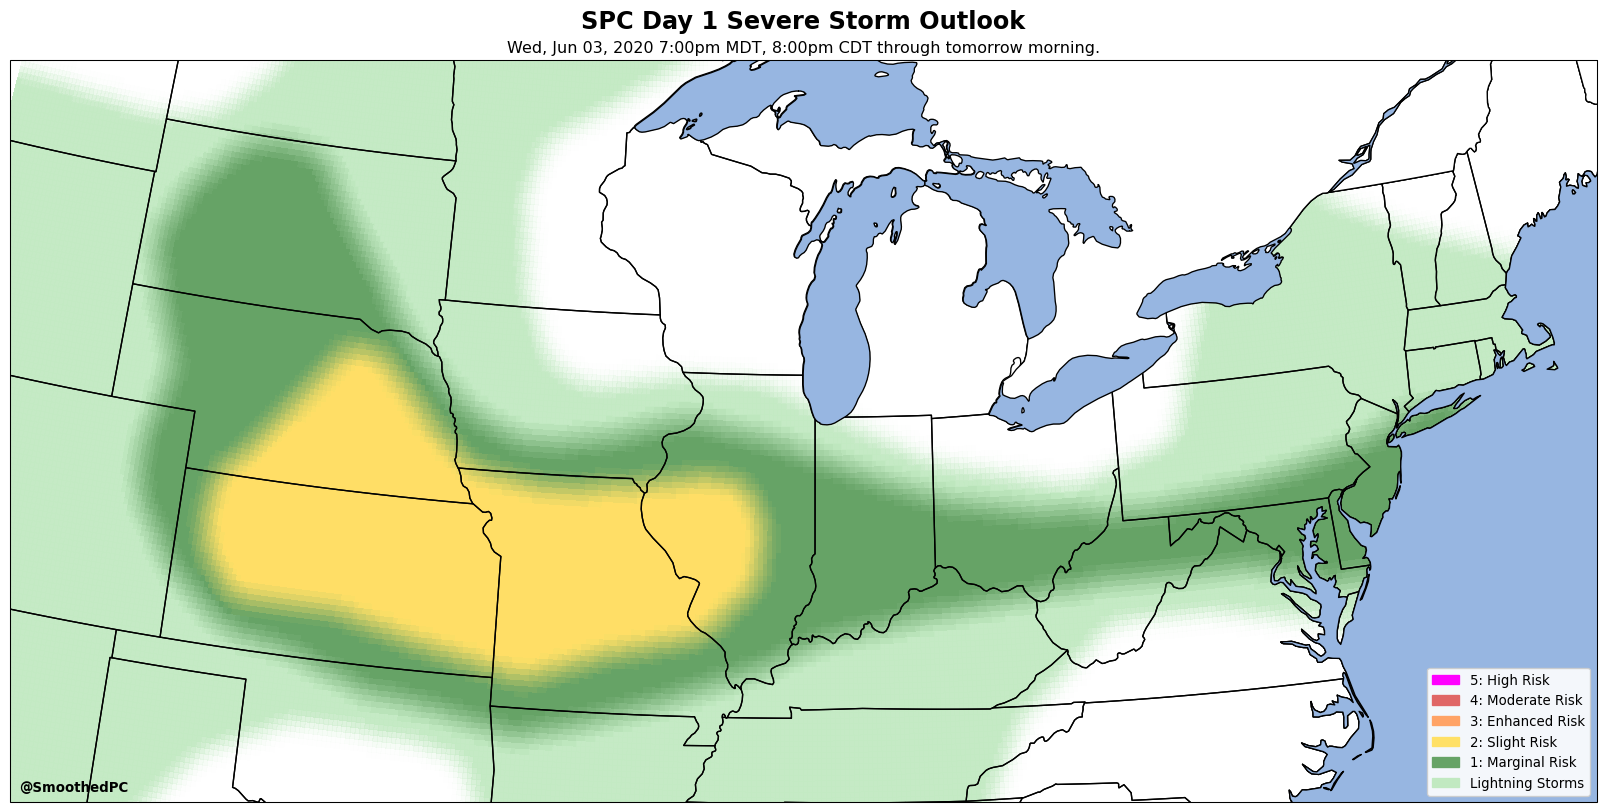 SPC Day 1 Severe Storm Outlook
Wed, Jun 03, 2020 7:00pm MDT, 8:00pm CDT through tomorrow morning.
5: High Risk
4: Moderate Risk
3: Enhanced Risk
2: Slight Risk
1: Marginal Risk
Lightning Storms
@SmoothedPC